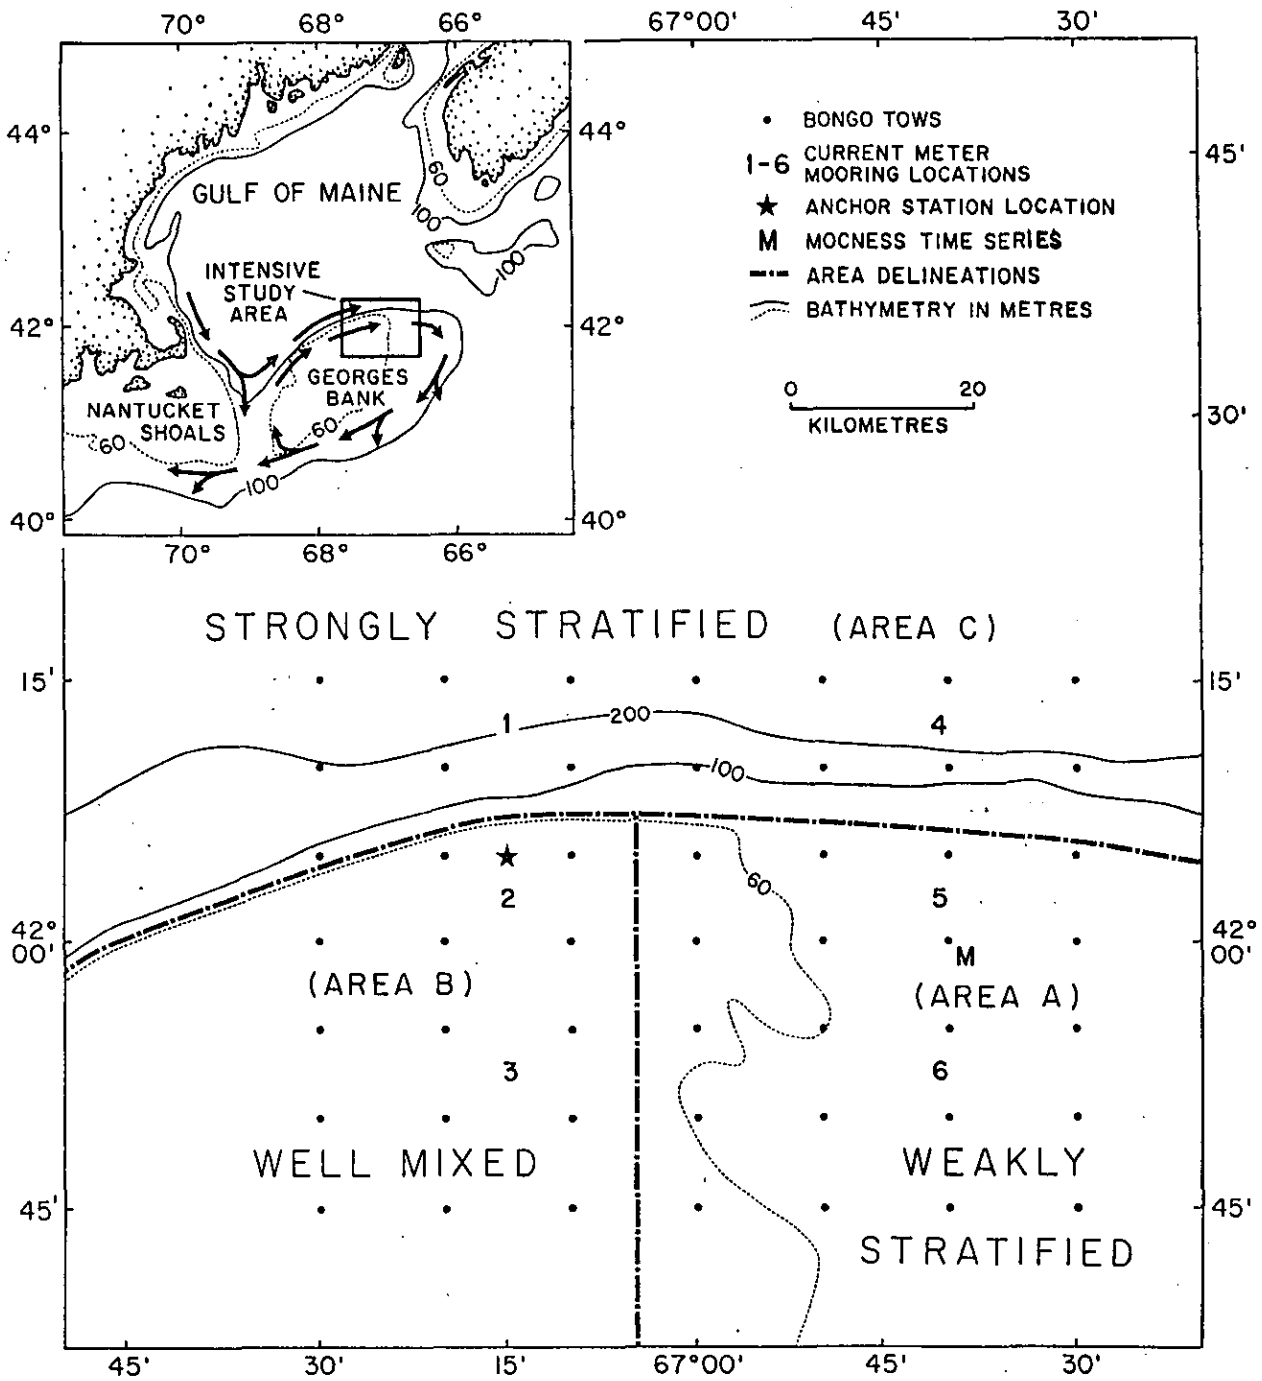 70° 68° 66° 67°00' 45' 30'
44° 44°
42° 42°
40° 40°
GULF OF MAINE
60
100
100
INTENSIVE
STUDY
AREA
GEORGES
BANK
NANTUCKET
SHOALS
60
60
100
70° 68° 66°
BONGO TOWS
1-6 CURRENT METER
MOORING LOCATIONS
★ ANCHOR STATION LOCATION
M MOCNESS TIME SERIES
AREA DELINEATIONS
BATHYMETRY IN METRES
0 20
KILOMETRES
45'
30'
STRONGLY STRATIFIED (AREA C)
15' 15'
1 200 4
100
2 60 5
42° 42°
00' 00'
M
(AREA B) (AREA A)
3 6
WELL MIXED WEAKLY
45' 45'
STRATIFIED
45' 30' 15' 67°00' 45' 30'